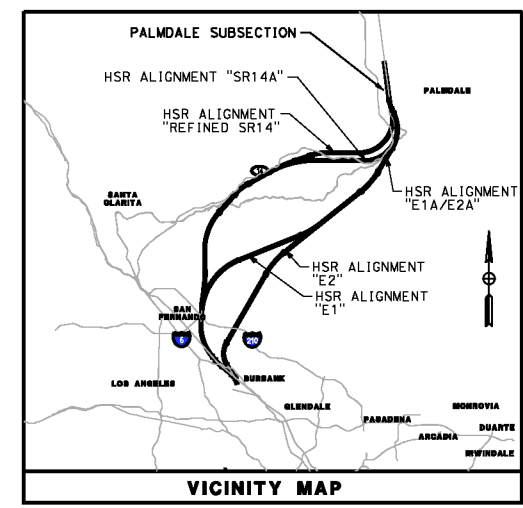 PALMDALE SUBSECTION
HSR ALIGNMENT "SR14A"
PALMDALE
HSR ALIGNMENT
"REFINED SR14"
14
SANTA
CLARITA
HSR ALIGNMENT
"E1A/E2A"
HSR ALIGNMENT
"E2"
HSR ALIGNMENT
"E1"
SAN
FERNANDO
5
210
LOS ANGELES
BURBANK
GLENDALE
PASADENA
MONROVIA
DUARTE
ARCADIA
IRWINDALE
VICINITY MAP